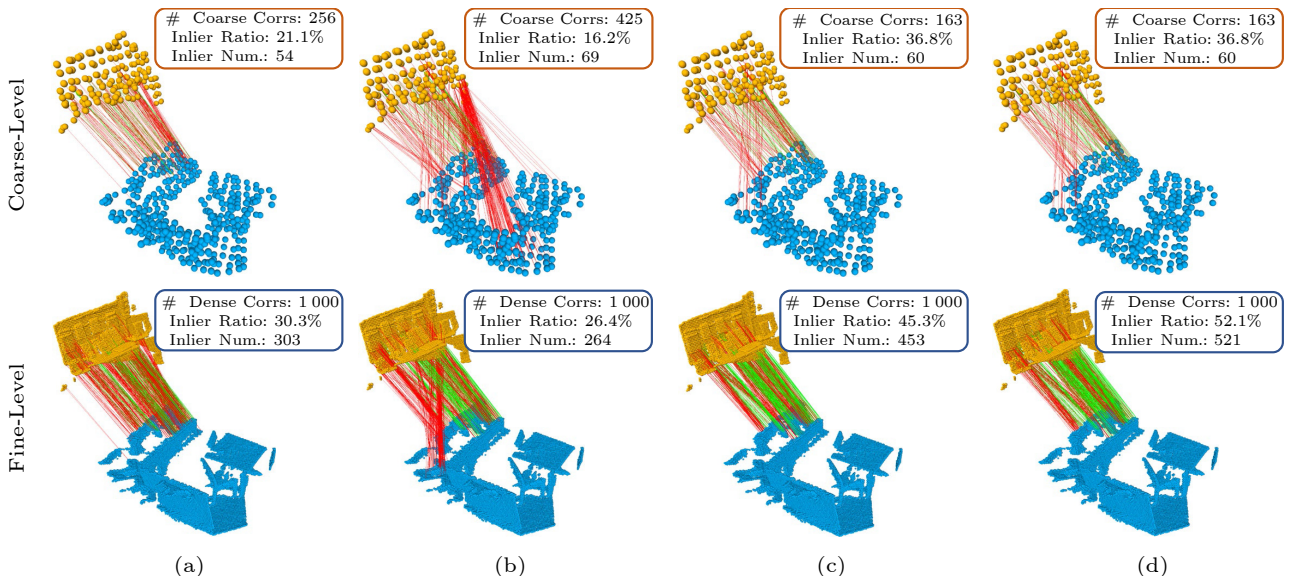 Coarse-Level
# Coarse Corrs: 256
Inlier Ratio: 21.1%
Inlier Num.: 54
# Coarse Corrs: 425
Inlier Ratio: 16.2%
Inlier Num.: 69
# Coarse Corrs: 163
Inlier Ratio: 36.8%
Inlier Num.: 60
# Coarse Corrs: 163
Inlier Ratio: 36.8%
Inlier Num.: 60
Fine-Level
# Dense Corrs: 1 000
Inlier Ratio: 30.3%
Inlier Num.: 303
# Dense Corrs: 1 000
Inlier Ratio: 26.4%
Inlier Num.: 264
# Dense Corrs: 1 000
Inlier Ratio: 45.3%
Inlier Num.: 453
# Dense Corrs: 1 000
Inlier Ratio: 52.1%
Inlier Num.: 521
(a)
(b)
(c)
(d)